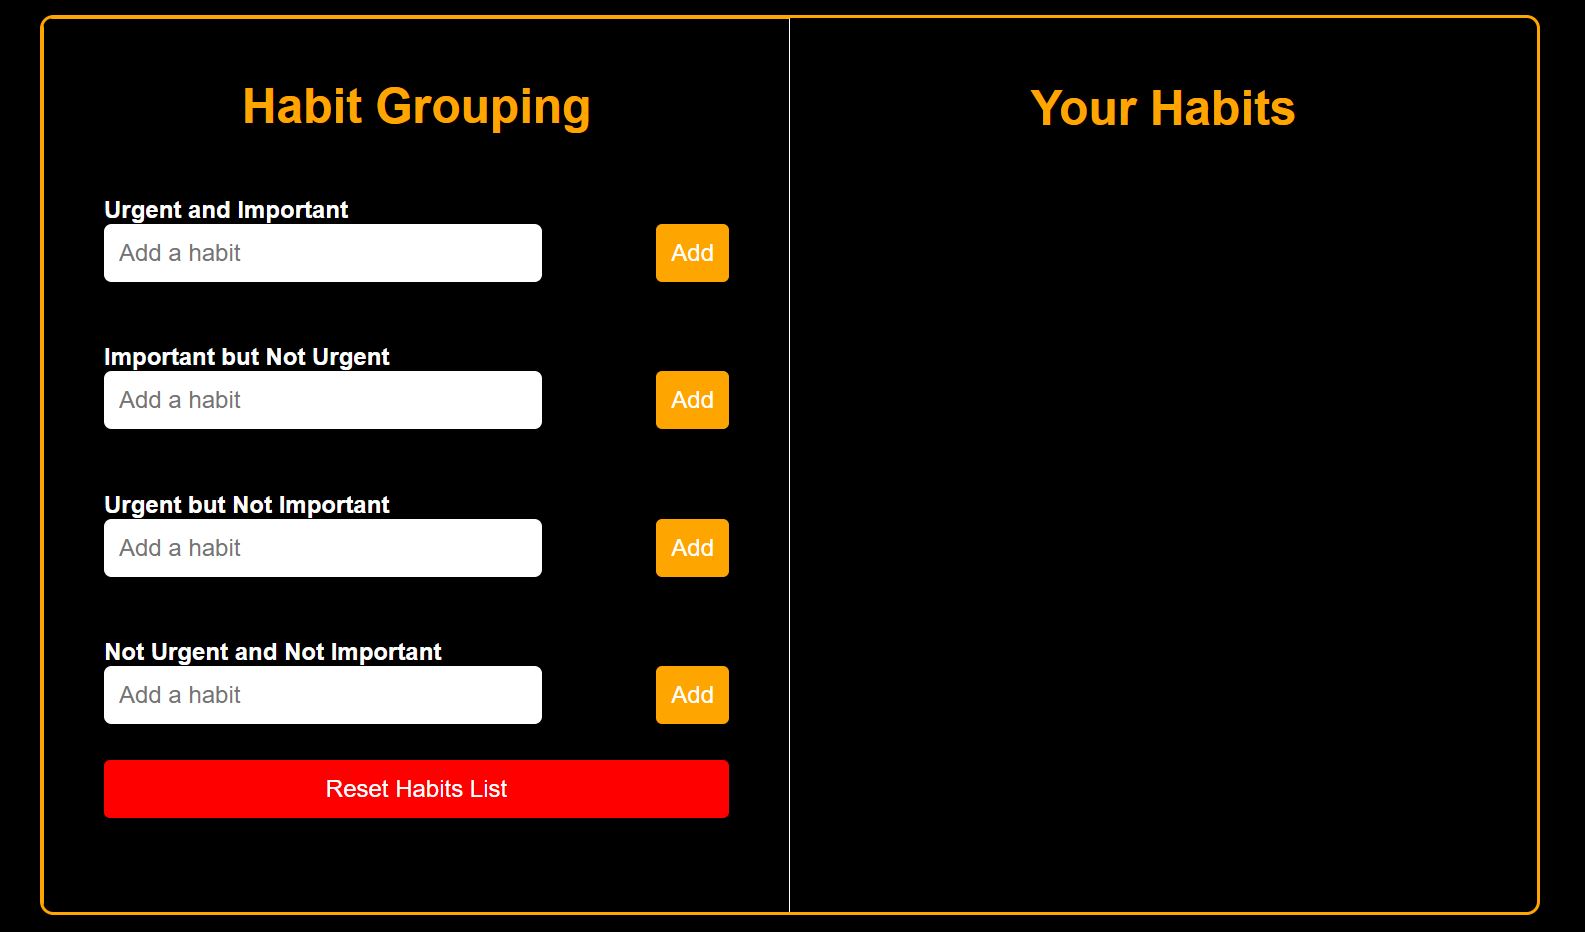 Habit Grouping
Urgent and Important
Add a habit
Add
Important but Not Urgent
Add a habit
Add
Urgent but Not Important
Add a habit
Add
Not Urgent and Not Important
Add a habit
Add
Reset Habits List
Your Habits